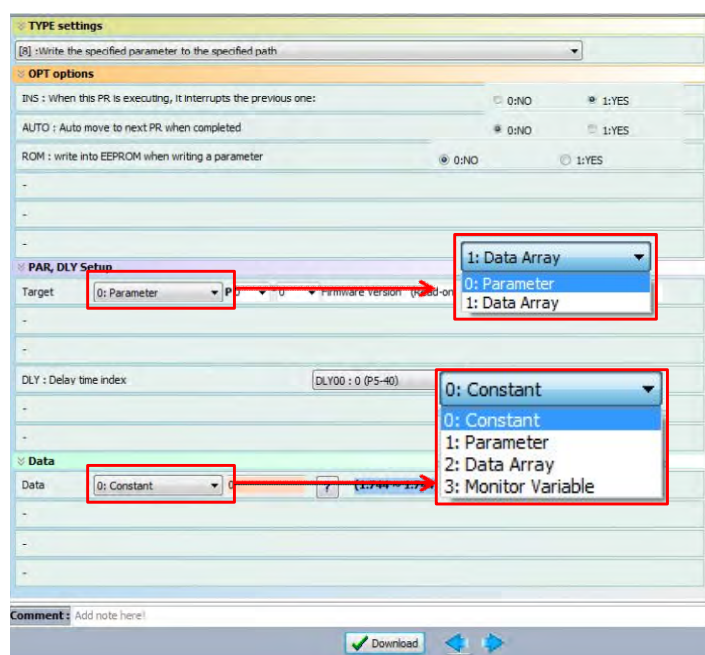 TYPE settings
[8] :Write the specified parameter to the specified path
OPT options
INS : When this PR is executing, it interrupts the previous one: 0:NO 1:YES
AUTO : Auto move to next PR when completed 0:NO 1:YES
ROM : write into EEPROM when writing a parameter 0:NO 1:YES
-
-
-
1: Data Array
PAR, DLY Setup
0: Parameter
1: Data Array
Target 0: Parameter P 0 Firmware version
-
-
DLY : Delay time index DLY00 : 0 (P5-40)
0: Constant
0: Constant
1: Parameter
2: Data Array
3: Monitor Variable
-
-
Data
Data 0: Constant 0 ?
-
-
-
Comment : Add note here!
Download